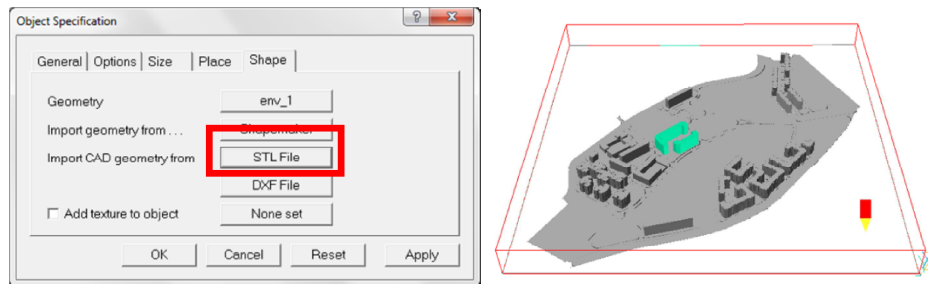 Object Specification
General Options Size Place Shape
Geometry env_1
Import geometry from . . . Shapemaker
Import CAD geometry from STL File
DXF File
Add texture to object None set
OK Cancel Reset Apply